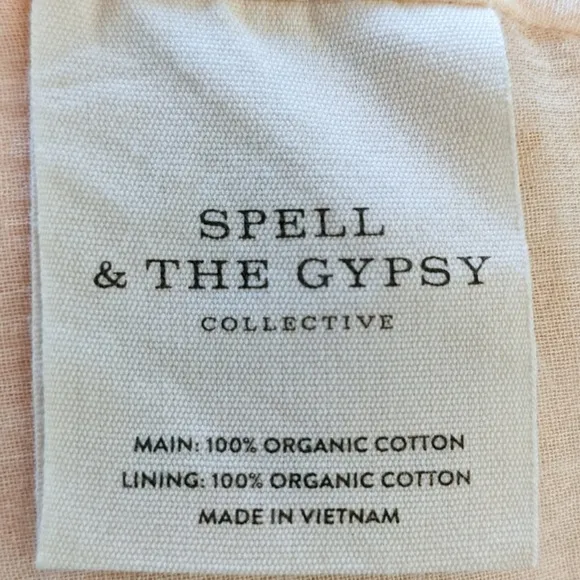 SPELL
& THE GYPSY
COLLECTIVE
MAIN: 100% ORGANIC COTTON
LINING: 100% ORGANIC COTTON
MADE IN VIETNAM